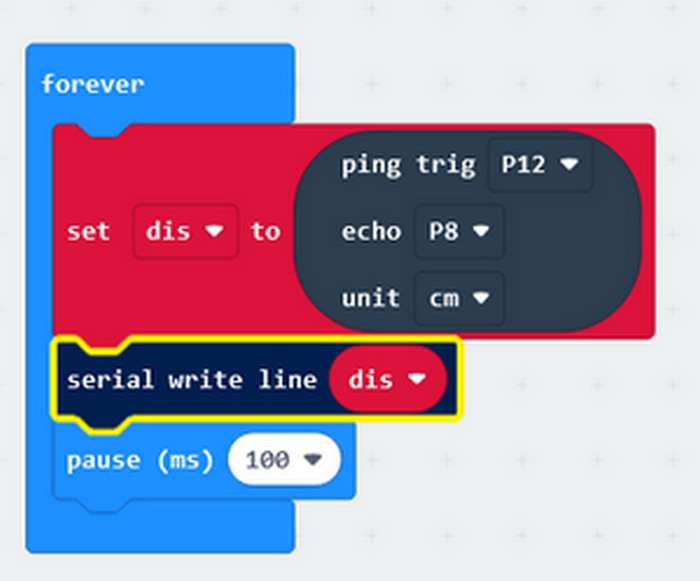 forever
ping trig P12
set dis to echo P8
unit cm
serial write line dis
pause (ms) 100